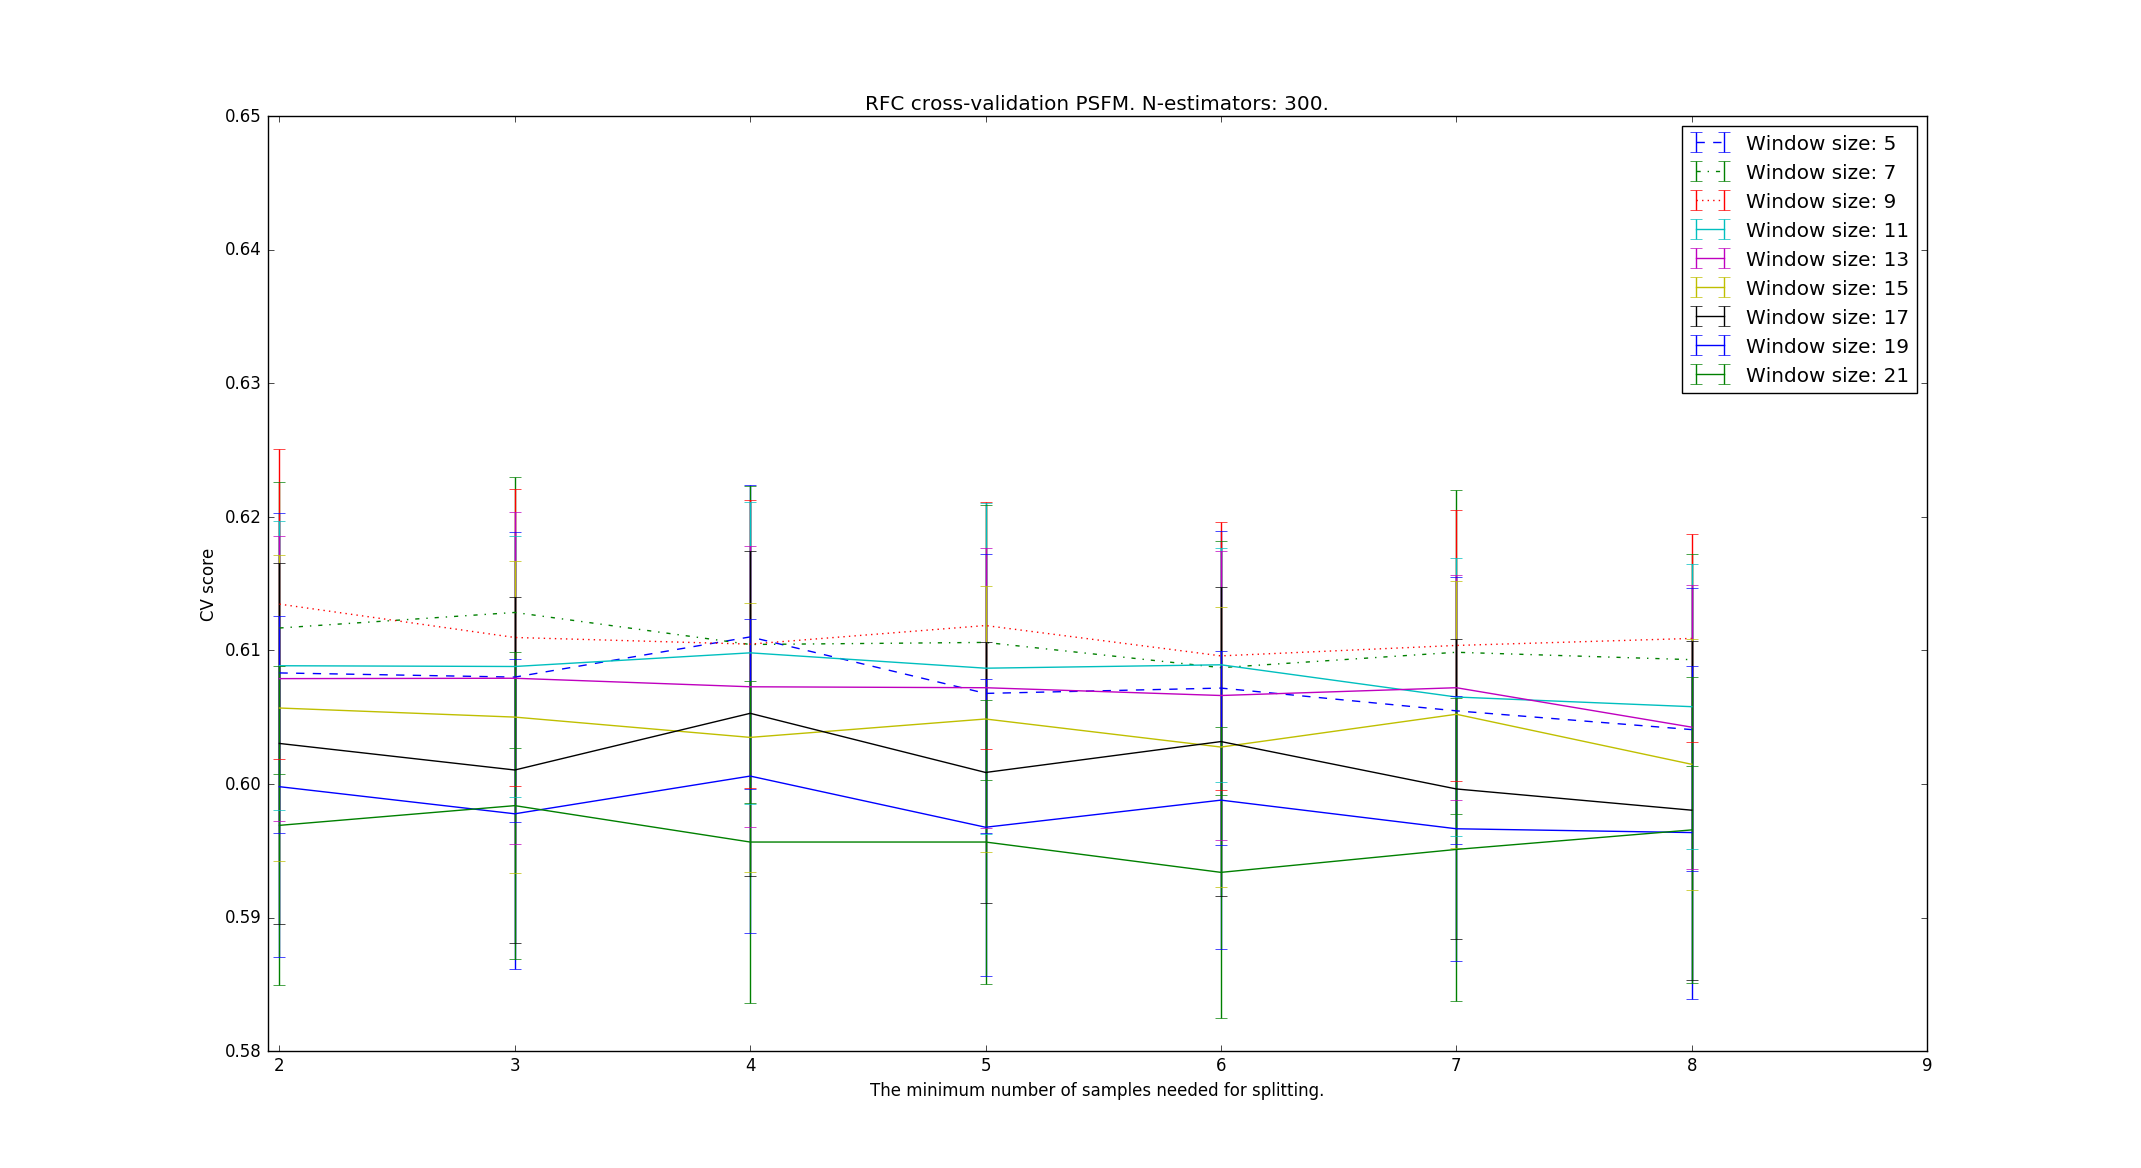 RFC cross-validation PSFM. N-estimators: 300.
0.65
0.64
0.63
0.62
0.61
0.60
0.59
0.58
CV score
Window size: 5
Window size: 7
Window size: 9
Window size: 11
Window size: 13
Window size: 15
Window size: 17
Window size: 19
Window size: 21
2 3 4 5 6 7 8 9
The minimum number of samples needed for splitting.